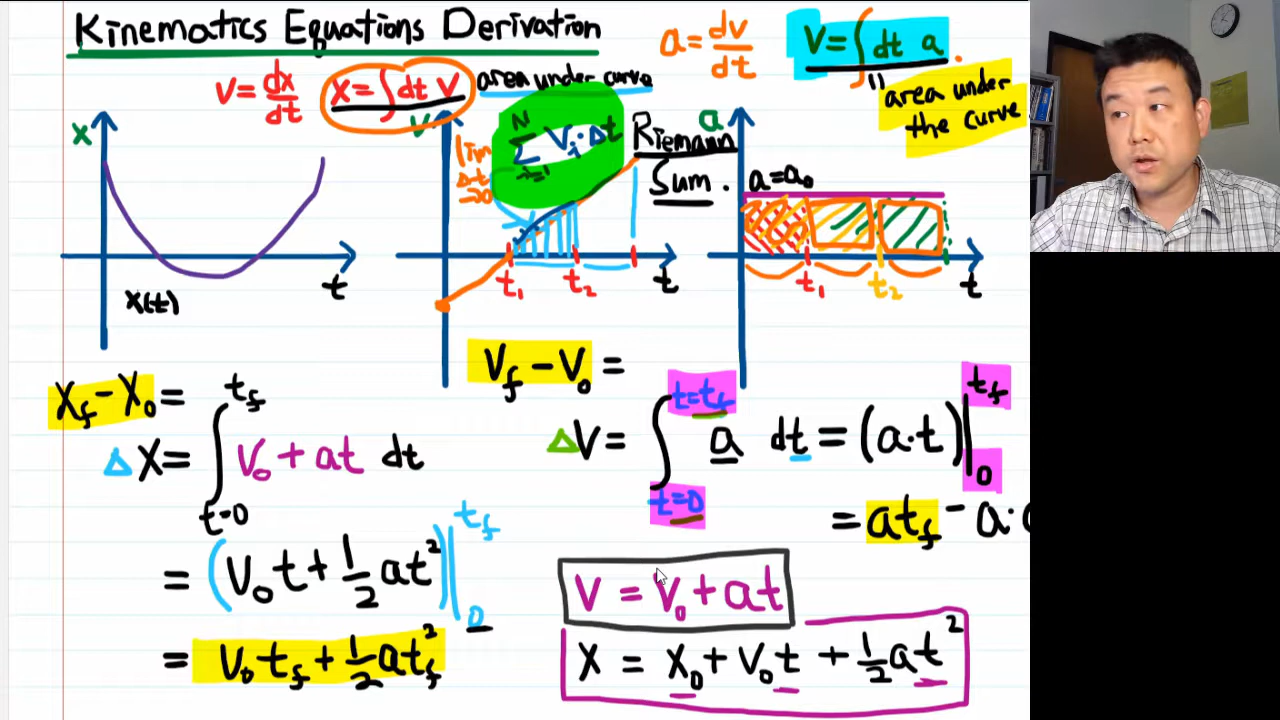 Kinematics Equations Derivation
a = dv/dt
V = ∫ dt a .
= area under the curve
V = dx/dt
X = ∫ dt V
area under curve
x
t
x(t)
V
lim Δt→0
N Σ i=1 Vi · Δt
Riemann Sum.
t₁ t₂ t
a
a = a₀
t₁ t₂ t
Xf − X₀ =
ΔX = ∫ t=0 tf V₀ + at dt
= (V₀t + ½at²)|₀ tf
= V₀tf + ½atf²
Vf − V₀ =
ΔV = ∫ t=0 t=tf a dt = (a·t)|₀ tf
= atf − a·
V = V₀ + at
X = X₀ + V₀t + ½at²